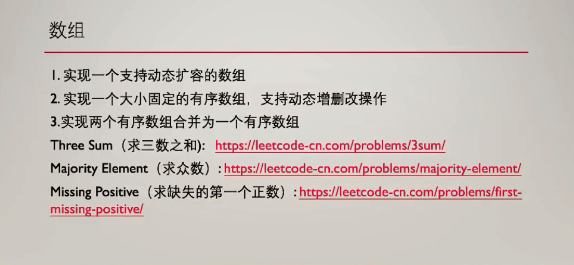 数组
1. 实现一个支持动态扩容的数组
2. 实现一个大小固定的有序数组，支持动态增删改操作
3.实现两个有序数组合并为一个有序数组
Three Sum（求三数之和）: https://leetcode-cn.com/problems/3sum/
Majority Element（求众数）: https://leetcode-cn.com/problems/majority-element/
Missing Positive（求缺失的第一个正数）: https://leetcode-cn.com/problems/first-
missing-positive/